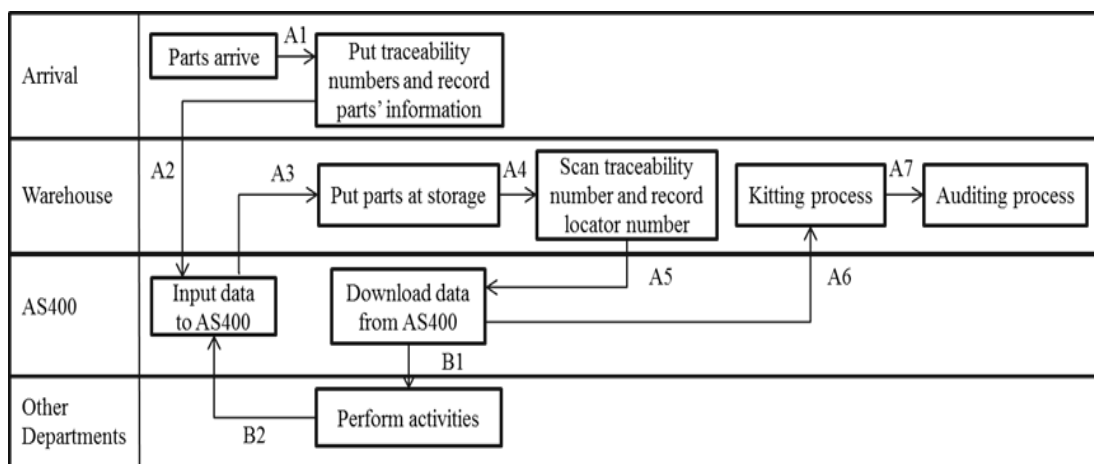 Arrival
Parts arrive
A1
Put traceability
numbers and record
parts’ information
Warehouse
A2
A3
Put parts at storage
A4
Scan traceability
number and record
locator number
Kitting process
A7
Auditing process
AS400
Input data
to AS400
Download data
from AS400
A5
A6
B1
Other
Departments
B2
Perform activities